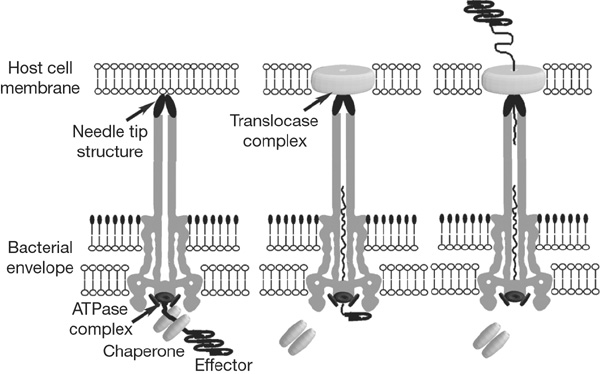 Host cell
membrane
Needle tip
structure
Translocase
complex
Bacterial
envelope
ATPase
complex
Chaperone
Effector